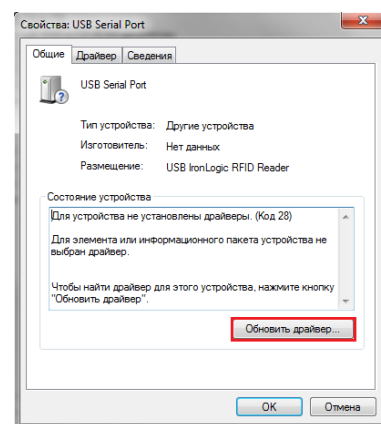 Свойства: USB Serial Port
Общие Драйвер Сведения
USB Serial Port
Тип устройства: Другие устройства
Изготовитель: Нет данных
Размещение: USB IronLogic RFID Reader
Состояние устройства
Для устройства не установлены драйверы. (Код 28)
Для элемента или информационного пакета устройства не
выбран драйвер.
Чтобы найти драйвер для этого устройства, нажмите кнопку
"Обновить драйвер".
Обновить драйвер...
OK Отмена